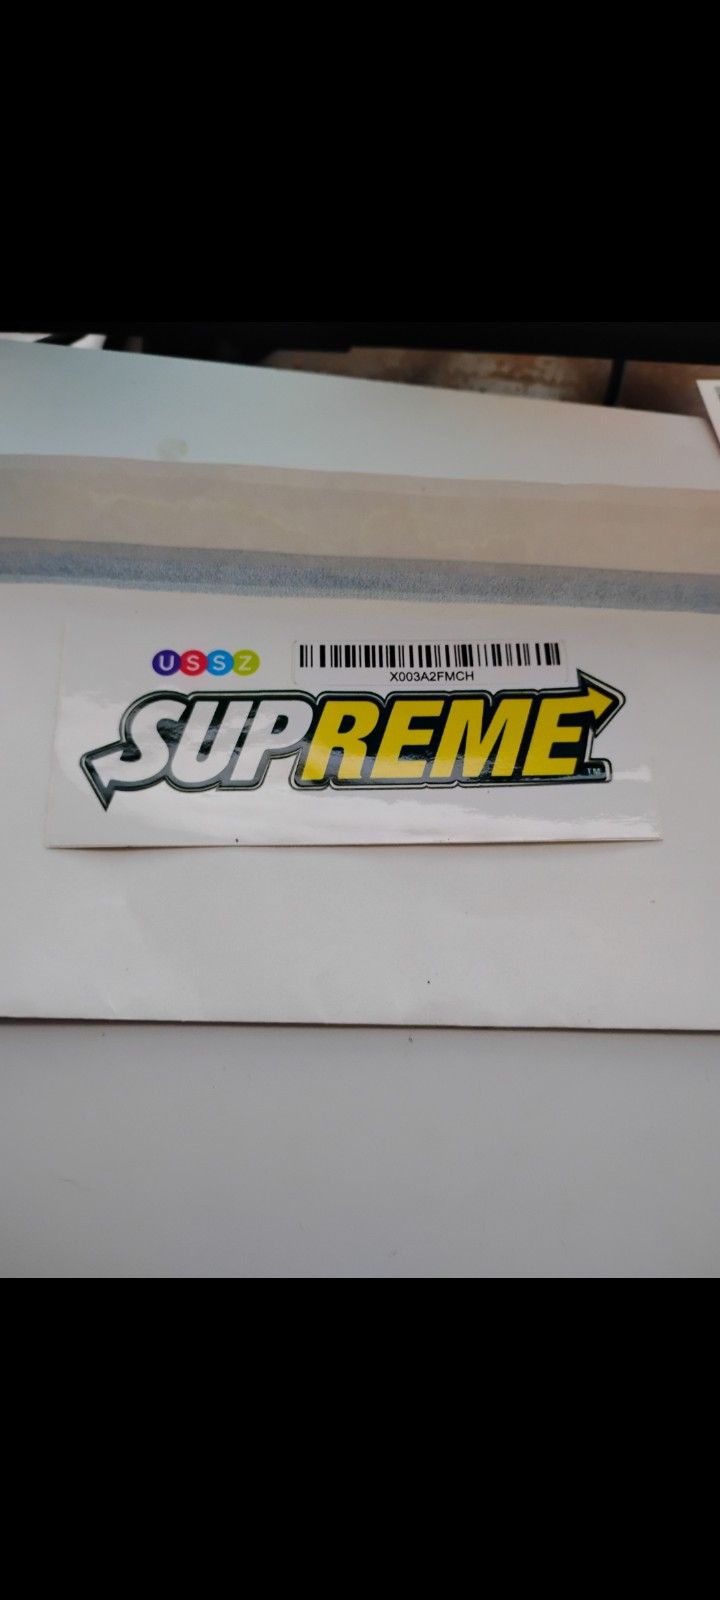 USSZ
X003A2FMCH
SUPREME
TM